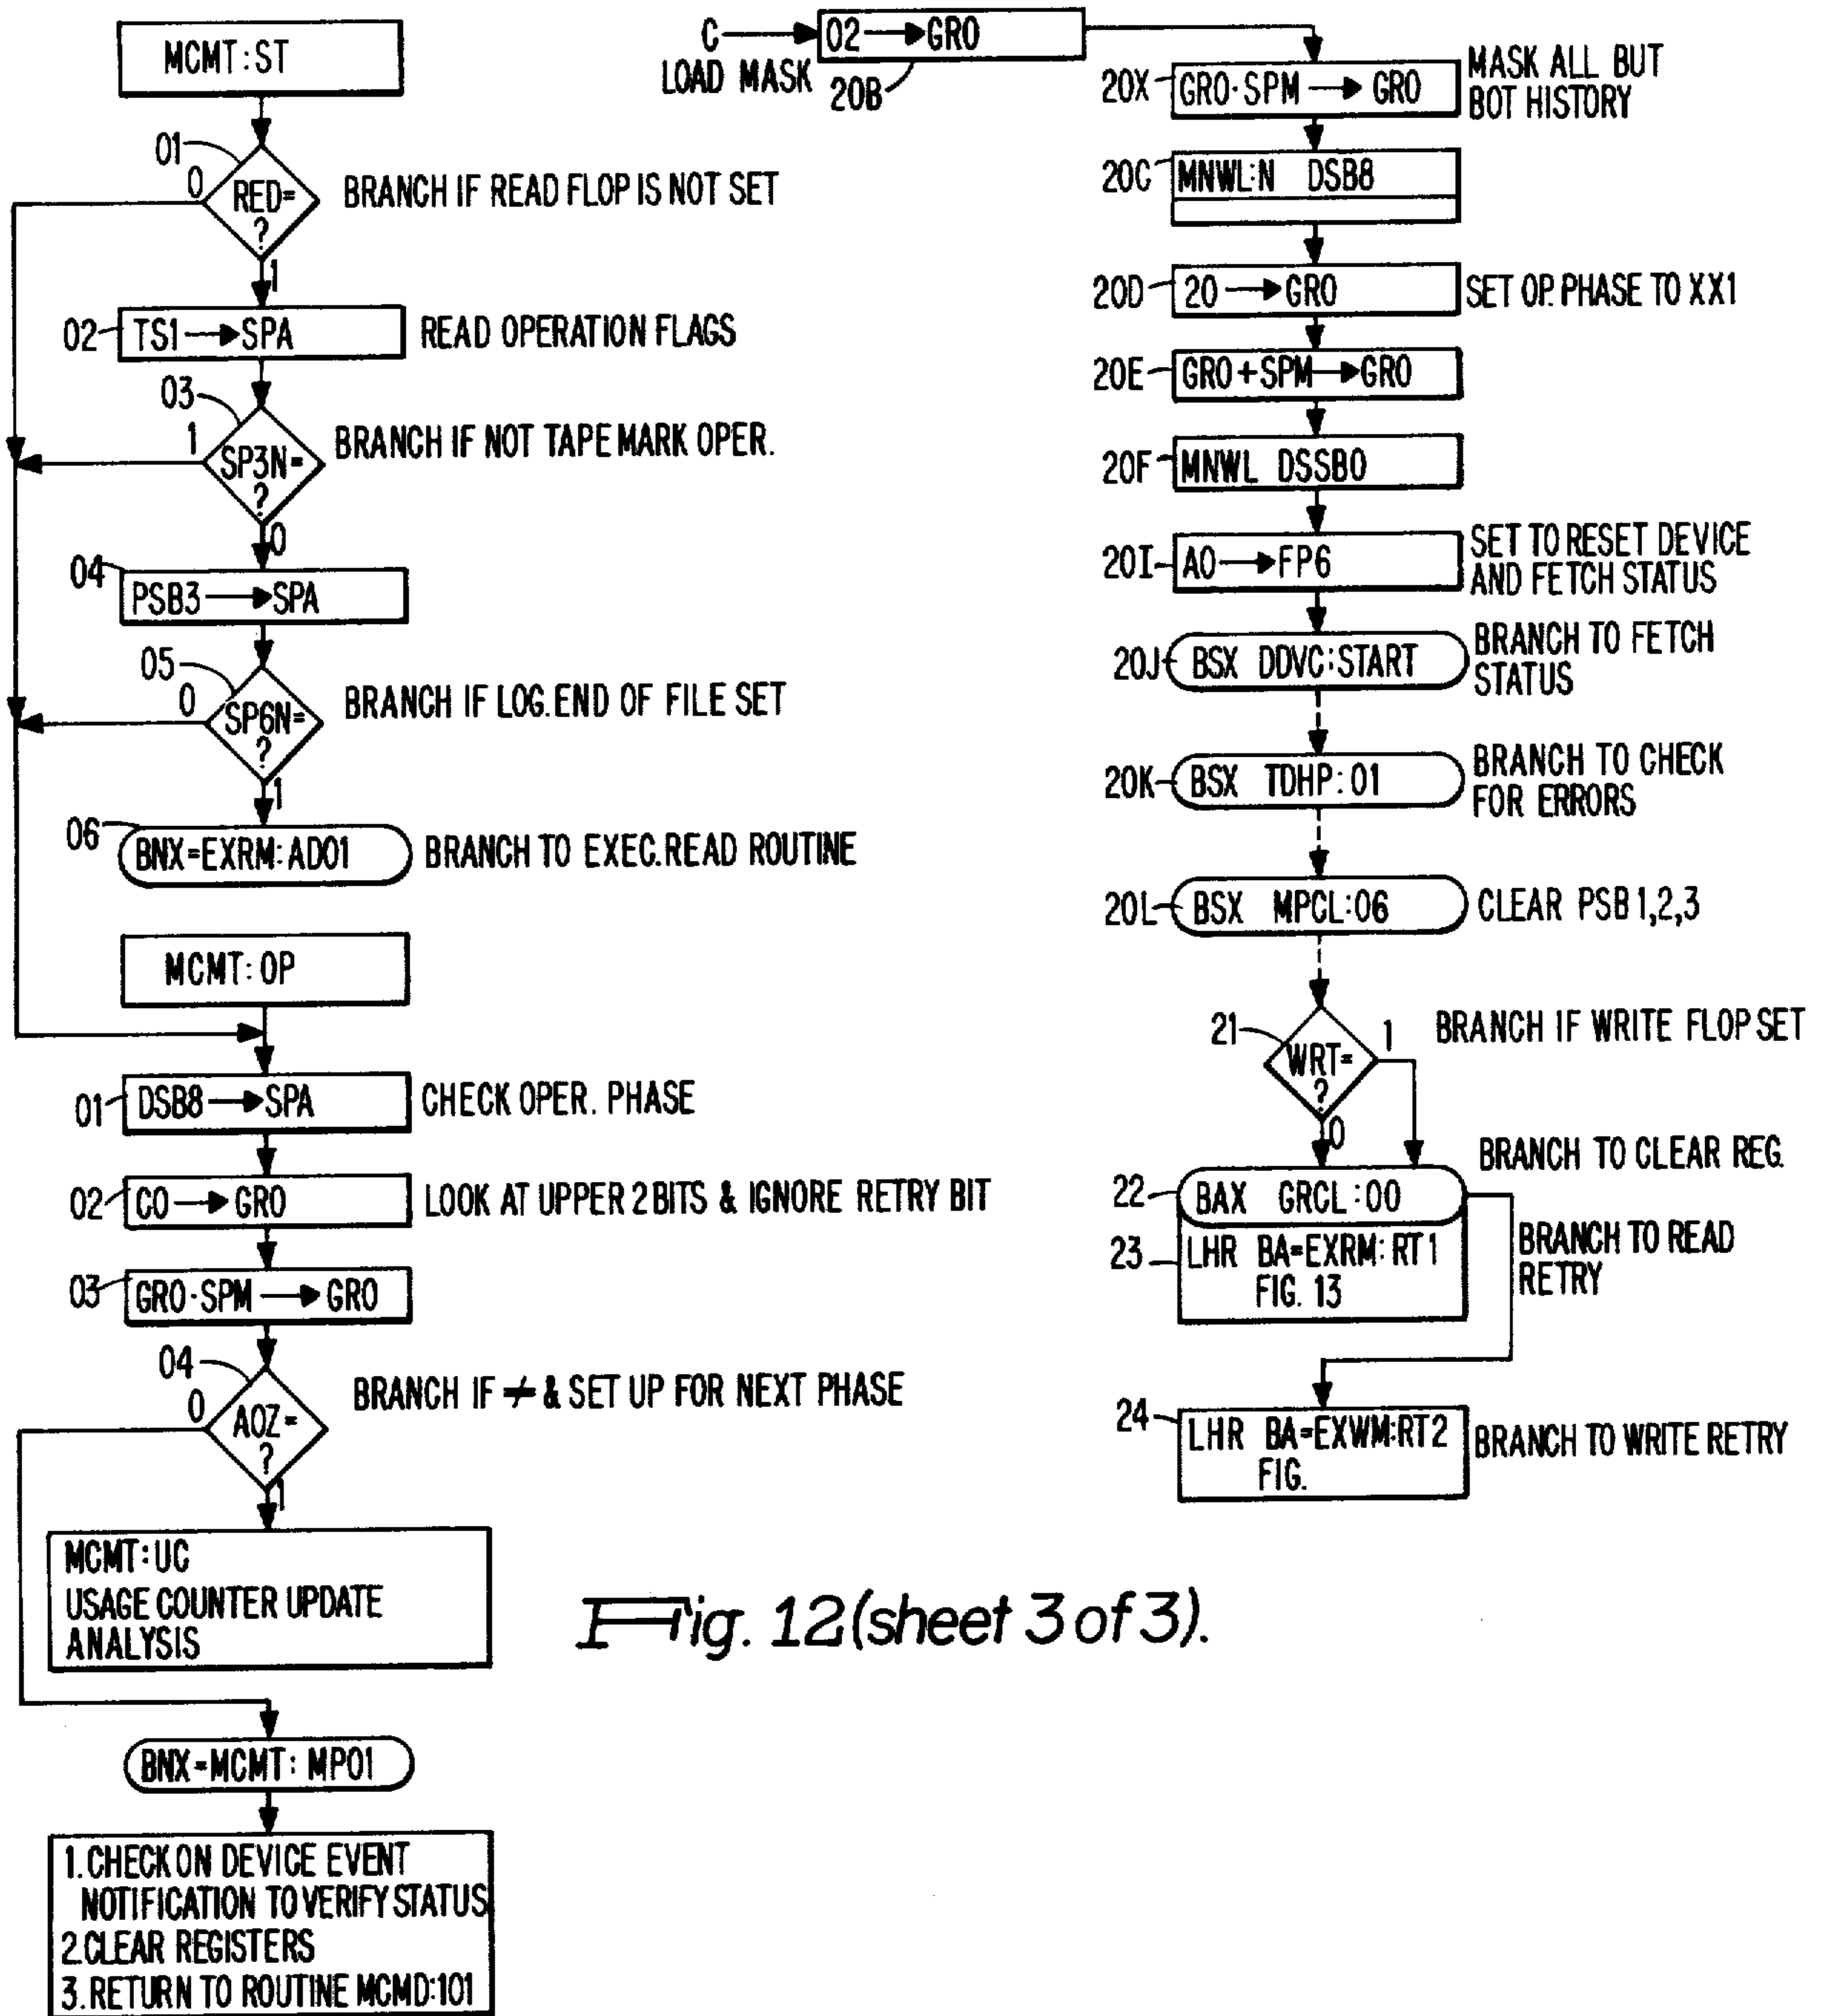 MCMT:ST
01
0
RED=
?
1
BRANCH IF READ FLOP IS NOT SET
02
TS1→SPA
READ OPERATION FLAGS
03
1
SP3N=
?
0
BRANCH IF NOT TAPE MARK OPER.
04
PSB3→SPA
05
0
SP6N=
?
1
BRANCH IF LOG. END OF FILE SET
06
BNX=EXRM:AD01
BRANCH TO EXEC. READ ROUTINE
MCMT:OP
01
DSB8→SPA
CHECK OPER. PHASE
02
CO→GRO
LOOK AT UPPER 2 BITS & IGNORE RETRY BIT
03
GRO·SPM→GRO
04
0
AOZ=
?
1
BRANCH IF ≠ & SET UP FOR NEXT PHASE
MCMT:UC
USAGE COUNTER UPDATE
ANALYSIS
BNX=MCMT: MP01
1. CHECK ON DEVICE EVENT
NOTIFICATION TO VERIFY STATUS
2. CLEAR REGISTERS
3. RETURN TO ROUTINE MCMD:101
C
LOAD MASK
02→GRO
20B
20X
GRO·SPM→GRO
MASK ALL BUT
BOT HISTORY
20C
MNWL:N DSB8
20D
20→GRO
SET OP. PHASE TO XX1
20E
GRO+SPM→GRO
20F
MNWL DSSB0
20I
AO→FP6
SET TO RESET DEVICE
AND FETCH STATUS
20J
BSX DDVC:START
BRANCH TO FETCH
STATUS
20K
BSX TDHP:01
BRANCH TO CHECK
FOR ERRORS
20L
BSX MPCL:06
CLEAR PSB 1,2,3
21
WRT=
?
1
0
BRANCH IF WRITE FLOP SET
22
BAX GRCL:00
BRANCH TO CLEAR REG.
23
LHR BA=EXRM:RT1
FIG. 13
BRANCH TO READ
RETRY
24
LHR BA=EXWM:RT2
FIG.
BRANCH TO WRITE RETRY
Fig. 12 (sheet 3 of 3).